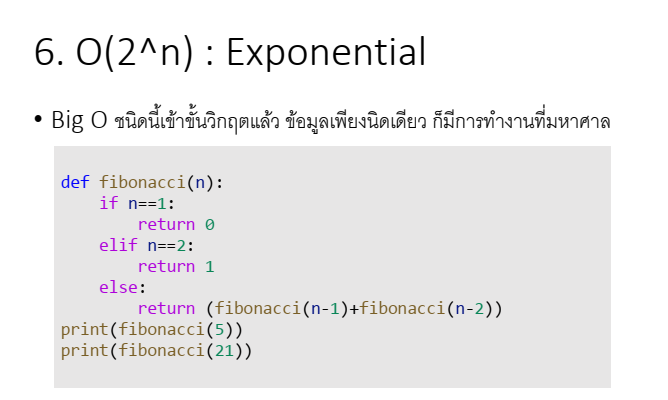 6. O(2^n) : Exponential
• Big O ชนิดนี้เข้าขั้นวิกฤตแล้ว ข้อมูลเพียงนิดเดียว ก็มีการทำงานที่มหาศาล
def fibonacci(n):
    if n==1:
        return 0
    elif n==2:
        return 1
    else:
        return (fibonacci(n-1)+fibonacci(n-2))
print(fibonacci(5))
print(fibonacci(21))